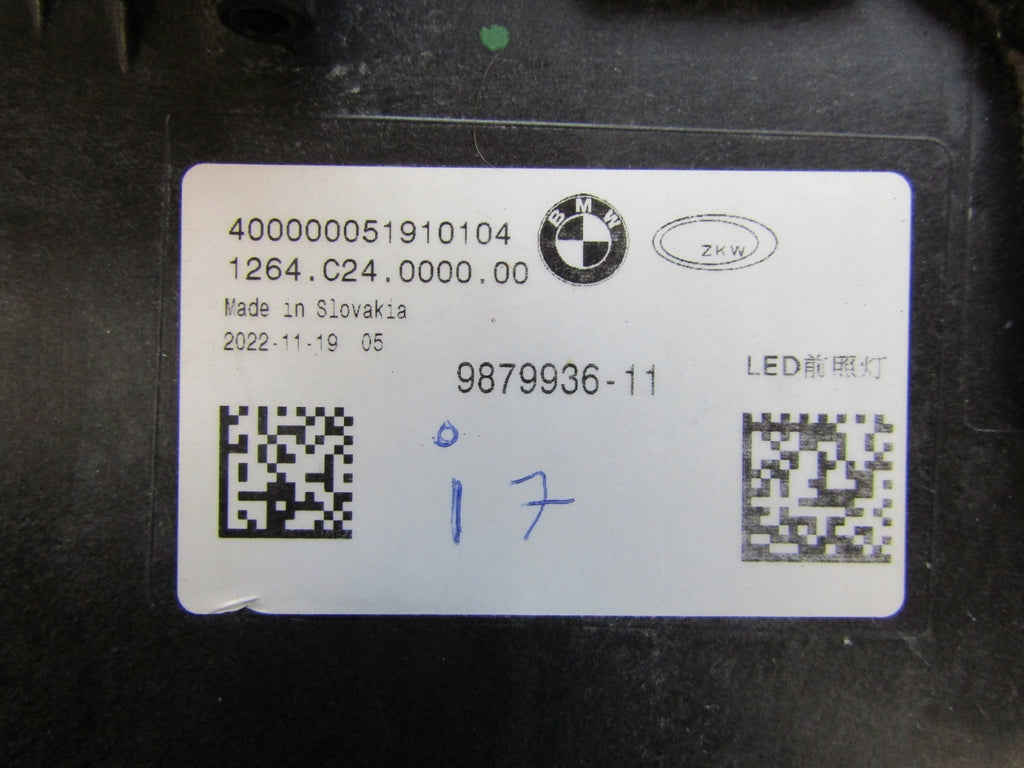 400000051910104
1264.C24.0000.00
BMW
ZKW
Made in Slovakia
2022-11-19 05
9879936-11
LED前照灯
i7